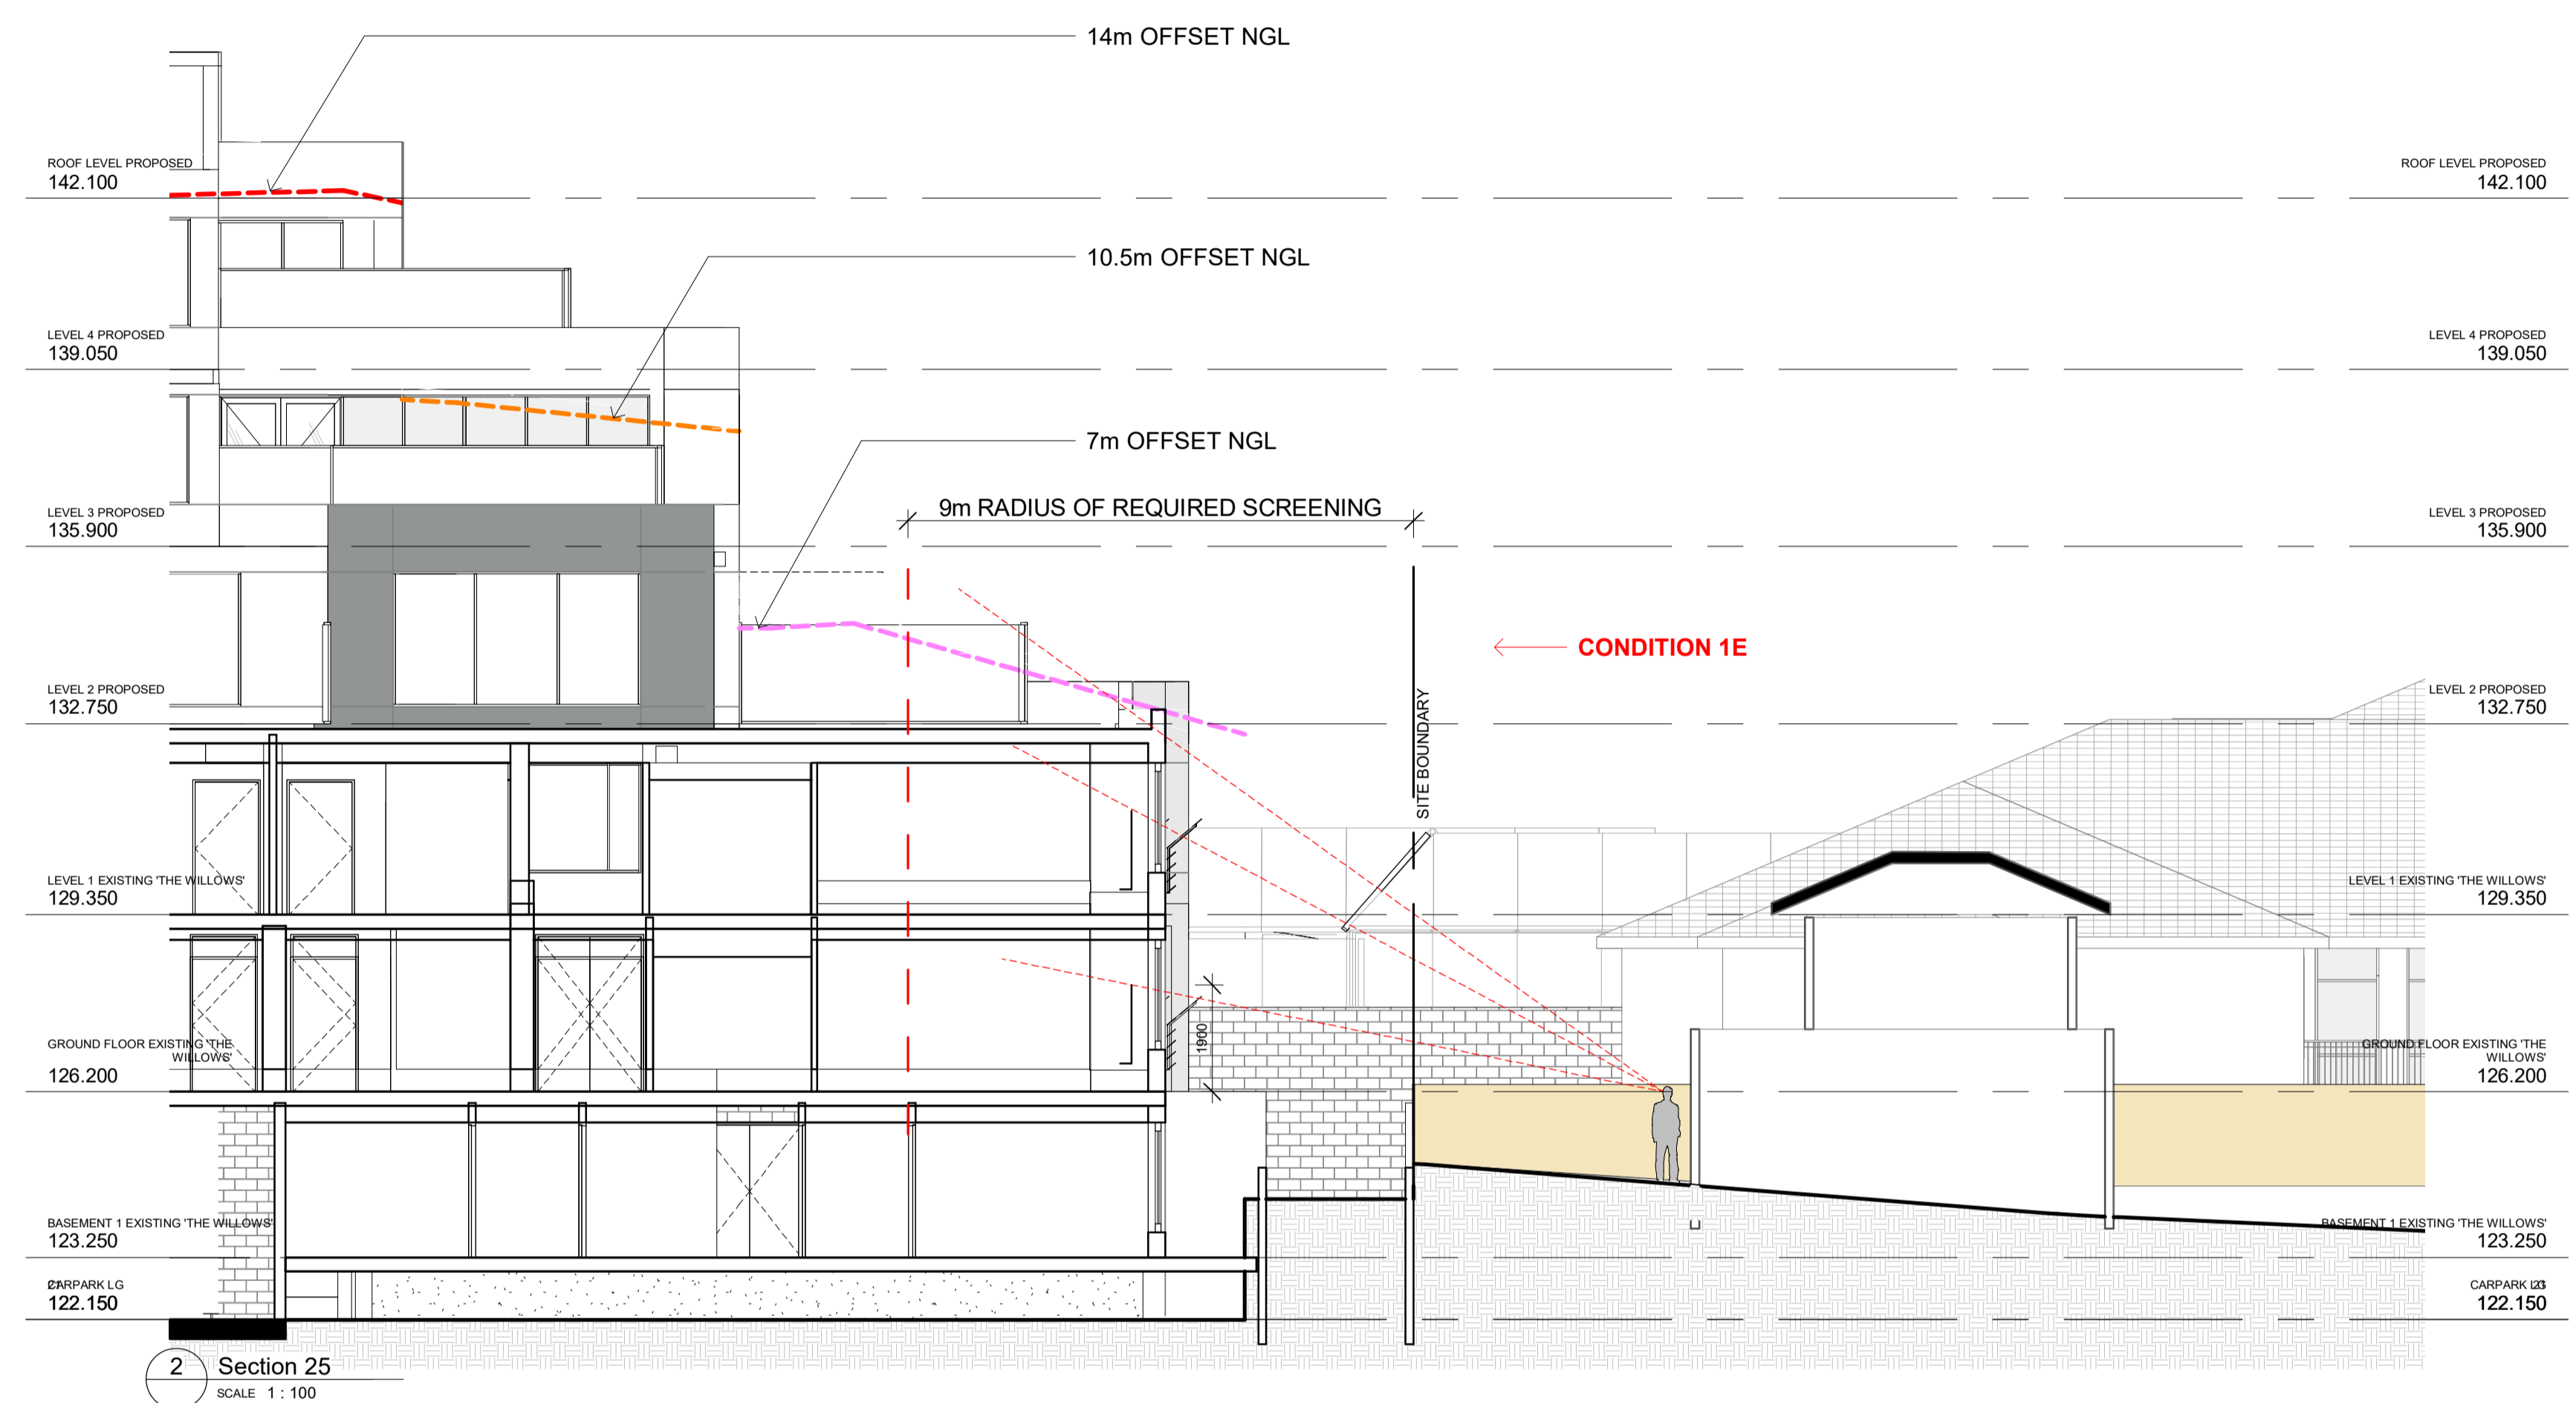 14m OFFSET NGL
ROOF LEVEL PROPOSED
142.100
ROOF LEVEL PROPOSED
142.100
10.5m OFFSET NGL
LEVEL 4 PROPOSED
139.050
LEVEL 4 PROPOSED
139.050
7m OFFSET NGL
9m RADIUS OF REQUIRED SCREENING
LEVEL 3 PROPOSED
135.900
LEVEL 3 PROPOSED
135.900
CONDITION 1E
LEVEL 2 PROPOSED
132.750
SITE BOUNDARY
LEVEL 2 PROPOSED
132.750
LEVEL 1 EXISTING 'THE WILLOWS'
129.350
LEVEL 1 EXISTING 'THE WILLOWS'
129.350
1900
GROUND FLOOR EXISTING 'THE
WILLOWS'
126.200
GROUND FLOOR EXISTING 'THE
WILLOWS'
126.200
BASEMENT 1 EXISTING 'THE WILLOWS'
123.250
BASEMENT 1 EXISTING 'THE WILLOWS'
123.250
CARPARK LG
122.150
CARPARK LG
122.150
2 Section 25
SCALE 1 : 100